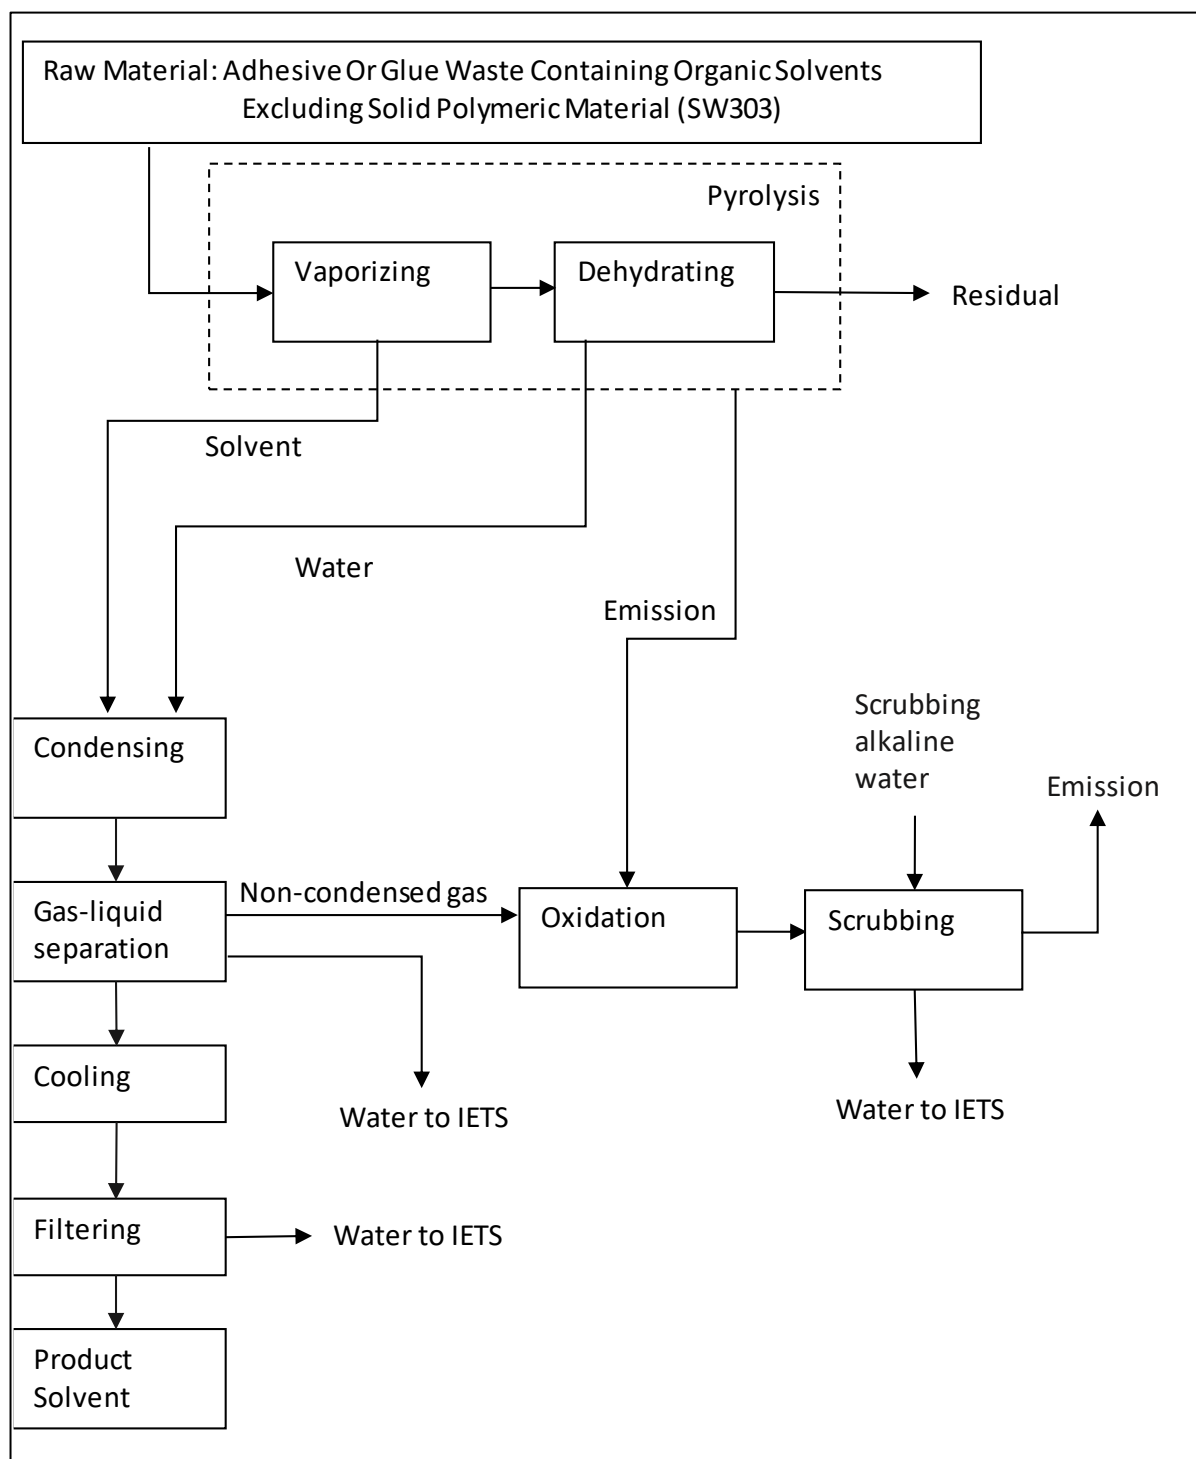 Raw Material: Adhesive Or Glue Waste Containing Organic Solvents
Excluding Solid Polymeric Material (SW303)
Pyrolysis
Vaporizing
Dehydrating
Residual
Solvent
Water
Emission
Condensing
Scrubbing
alkaline
water
Emission
Gas-liquid
separation
Non-condensed gas
Oxidation
Scrubbing
Cooling
Water to IETS
Water to IETS
Filtering
Water to IETS
Product
Solvent